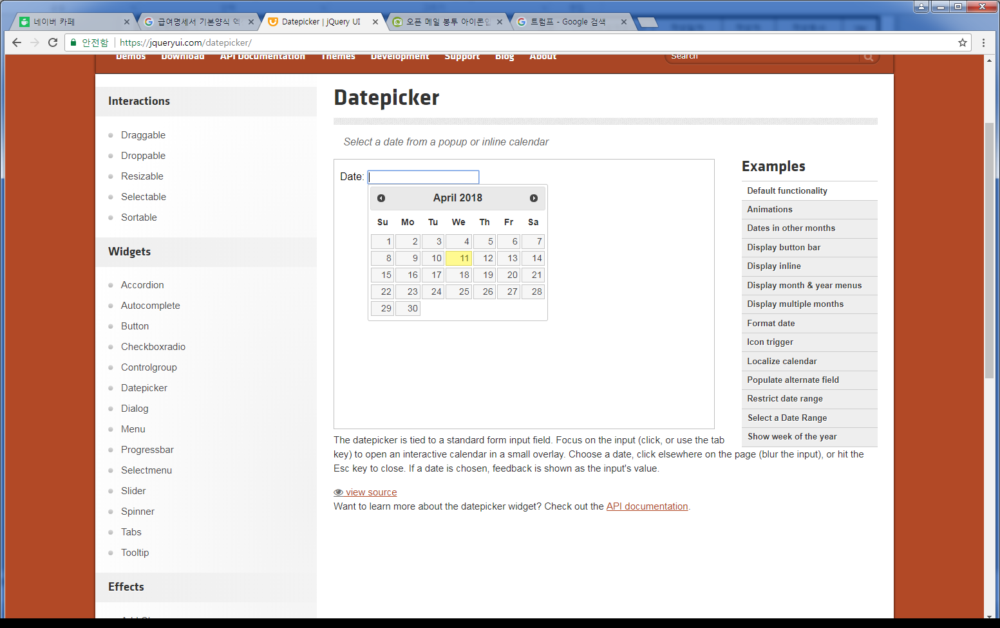 네이버 카페
급여명세서 기본양식 엑
Datepicker | jQuery UI
오픈 메일 봉투 아이콘
트럼프 - Google 검색
안전함
https://jqueryui.com/datepicker/
Demos Download API Documentation Themes Development Support Blog About
Search
Interactions
Draggable
Droppable
Resizable
Selectable
Sortable
Widgets
Accordion
Autocomplete
Button
Checkboxradio
Controlgroup
Datepicker
Dialog
Menu
Progressbar
Selectmenu
Slider
Spinner
Tabs
Tooltip
Effects
Datepicker
Select a date from a popup or inline calendar
Date:
April 2018
Su Mo Tu We Th Fr Sa
1 2 3 4 5 6 7
8 9 10 11 12 13 14
15 16 17 18 19 20 21
22 23 24 25 26 27 28
29 30
Examples
Default functionality
Animations
Dates in other months
Display button bar
Display inline
Display month & year menus
Display multiple months
Format date
Icon trigger
Localize calendar
Populate alternate field
Restrict date range
Select a Date Range
Show week of the year
The datepicker is tied to a standard form input field. Focus on the input (click, or use the tab
key) to open an interactive calendar in a small overlay. Choose a date, click elsewhere on the page (blur the input), or hit the
Esc key to close. If a date is chosen, feedback is shown as the input's value.
view source
Want to learn more about the datepicker widget? Check out the API documentation.